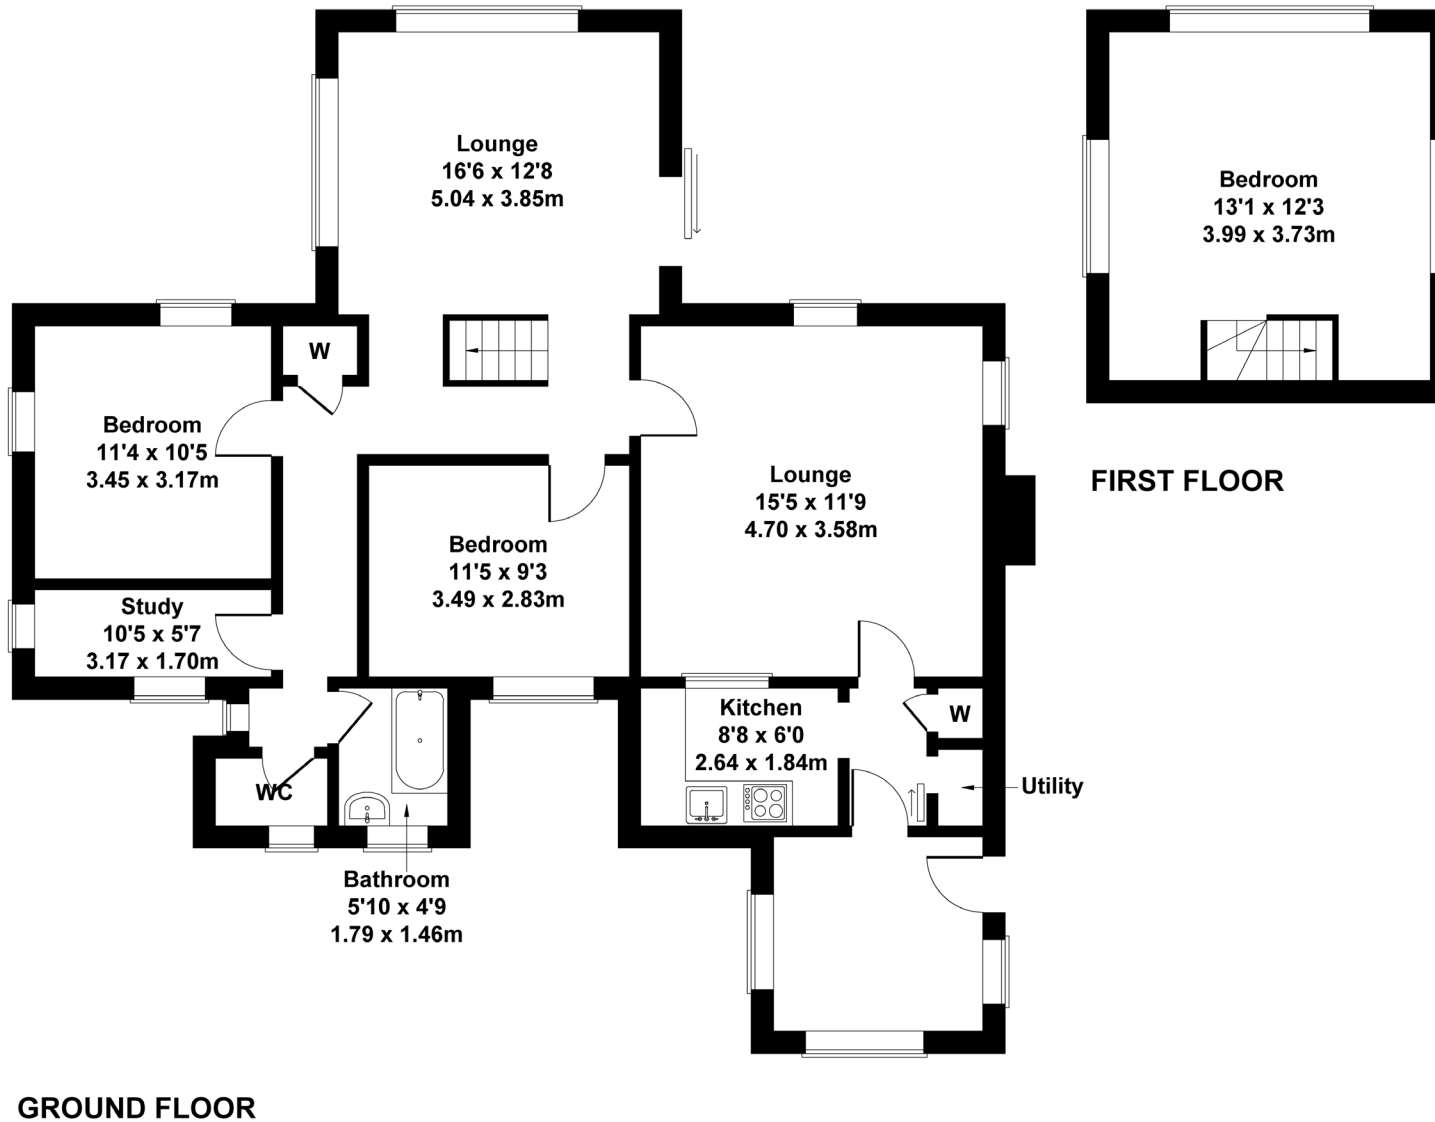 Lounge
16'6 x 12'8
5.04 x 3.85m
Bedroom
13'1 x 12'3
3.99 x 3.73m
W
Bedroom
11'4 x 10'5
3.45 x 3.17m
Lounge
15'5 x 11'9
4.70 x 3.58m
FIRST FLOOR
Bedroom
11'5 x 9'3
3.49 x 2.83m
Study
10'5 x 5'7
3.17 x 1.70m
Kitchen
8'8 x 6'0
2.64 x 1.84m
W
WC
Utility
Bathroom
5'10 x 4'9
1.79 x 1.46m
GROUND FLOOR